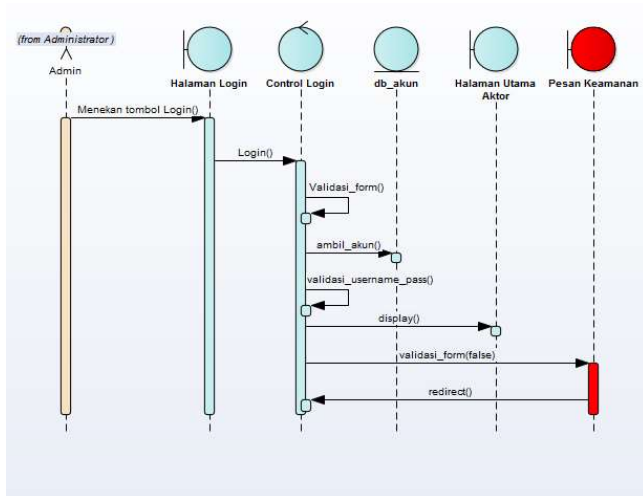 (from Administrator)
Admin
Halaman Login
Control Login
db_akun
Halaman Utama
Aktor
Pesan Keamanan
Menekan tombol Login()
Login()
Validasi_form()
ambil_akun()
validasi_username_pass()
display()
validasi_form(false)
redirect()